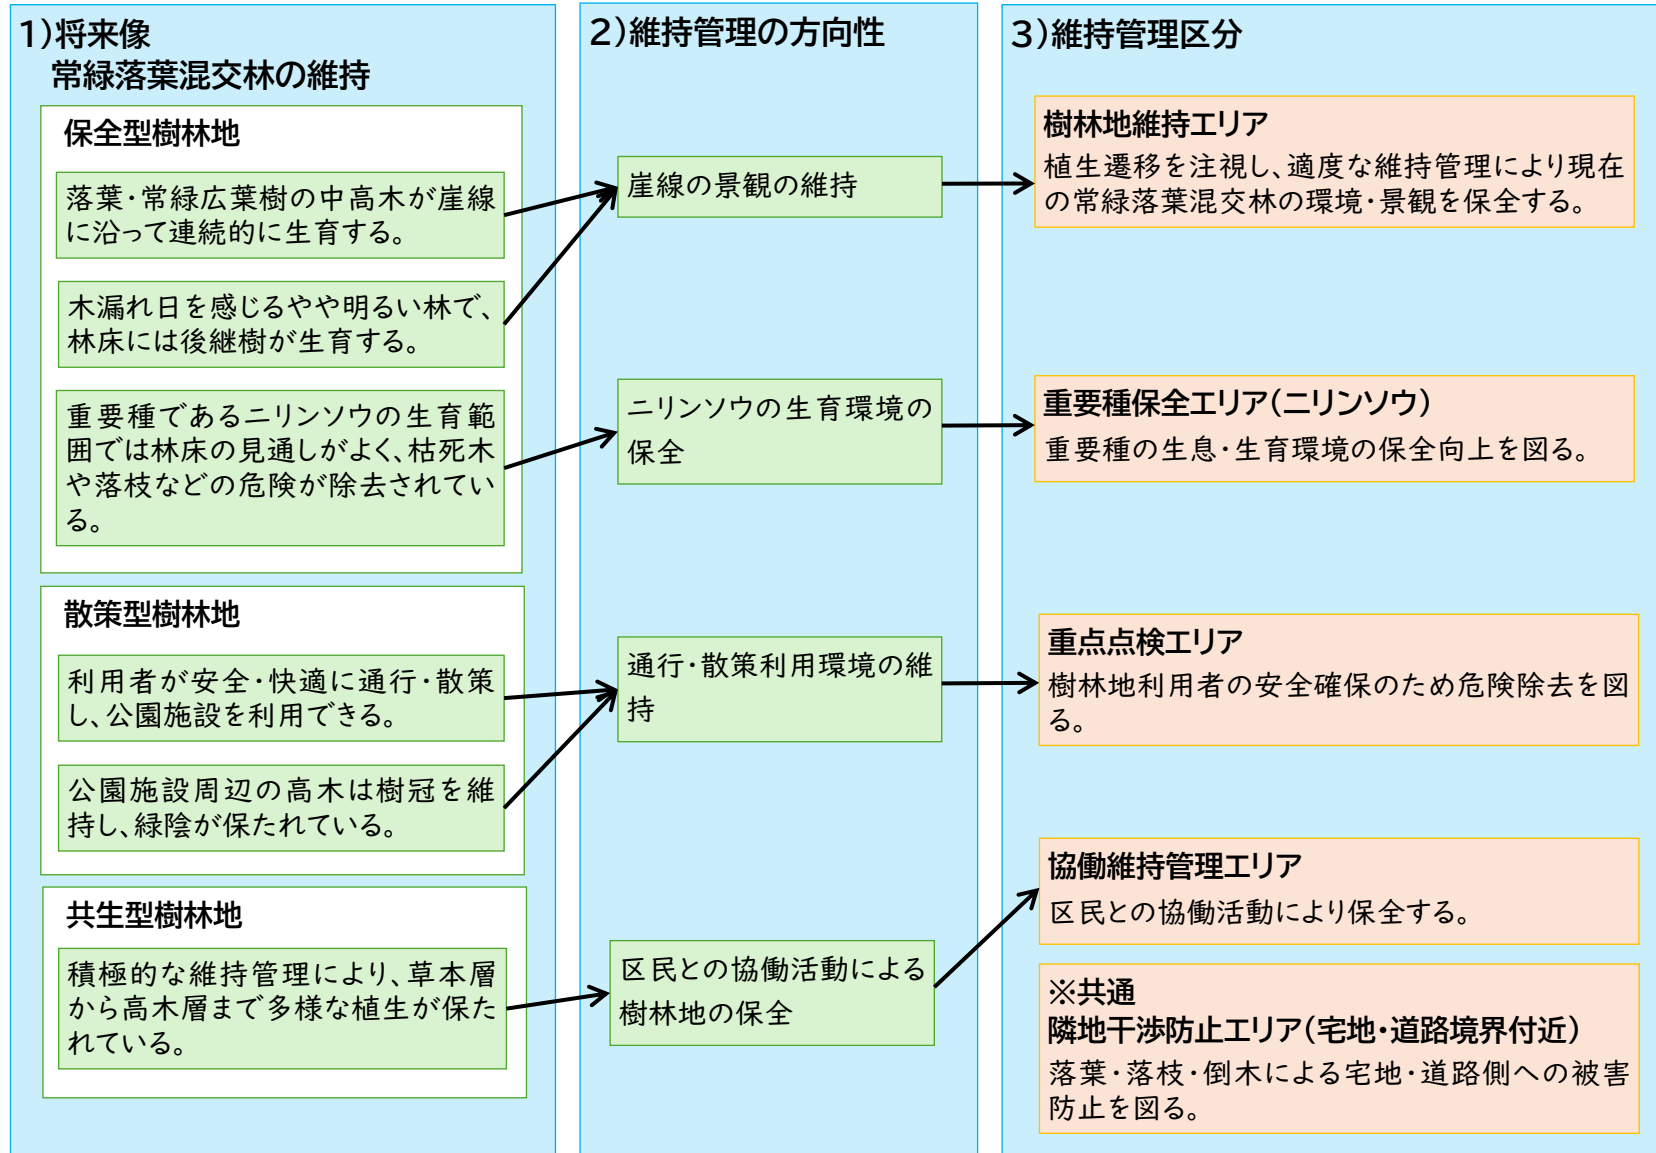 1)将来像
常緑落葉混交林の維持
保全型樹林地
落葉・常緑広葉樹の中高木が崖線
に沿って連続的に生育する。
木漏れ日を感じるやや明るい林で、
林床には後継樹が生育する。
重要種であるニリンソウの生育範
囲では林床の見通しがよく、枯死木
や落枝などの危険が除去されてい
る。
散策型樹林地
利用者が安全・快適に通行・散策
し、公園施設を利用できる。
公園施設周辺の高木は樹冠を維
持し、緑陰が保たれている。
共生型樹林地
積極的な維持管理により、草本層
から高木層まで多様な植生が保た
れている。
2)維持管理の方向性
崖線の景観の維持
ニリンソウの生育環境の
保全
通行・散策利用環境の維
持
区民との協働活動による
樹林地の保全
3)維持管理区分
樹林地維持エリア
植生遷移を注視し、適度な維持管理により現在
の常緑落葉混交林の環境・景観を保全する。
重要種保全エリア(ニリンソウ)
重要種の生息・生育環境の保全向上を図る。
重点点検エリア
樹林地利用者の安全確保のため危険除去を図
る。
協働維持管理エリア
区民との協働活動により保全する。
※共通
隣地干渉防止エリア(宅地・道路境界付近)
落葉・落枝・倒木による宅地・道路側への被害
防止を図る。